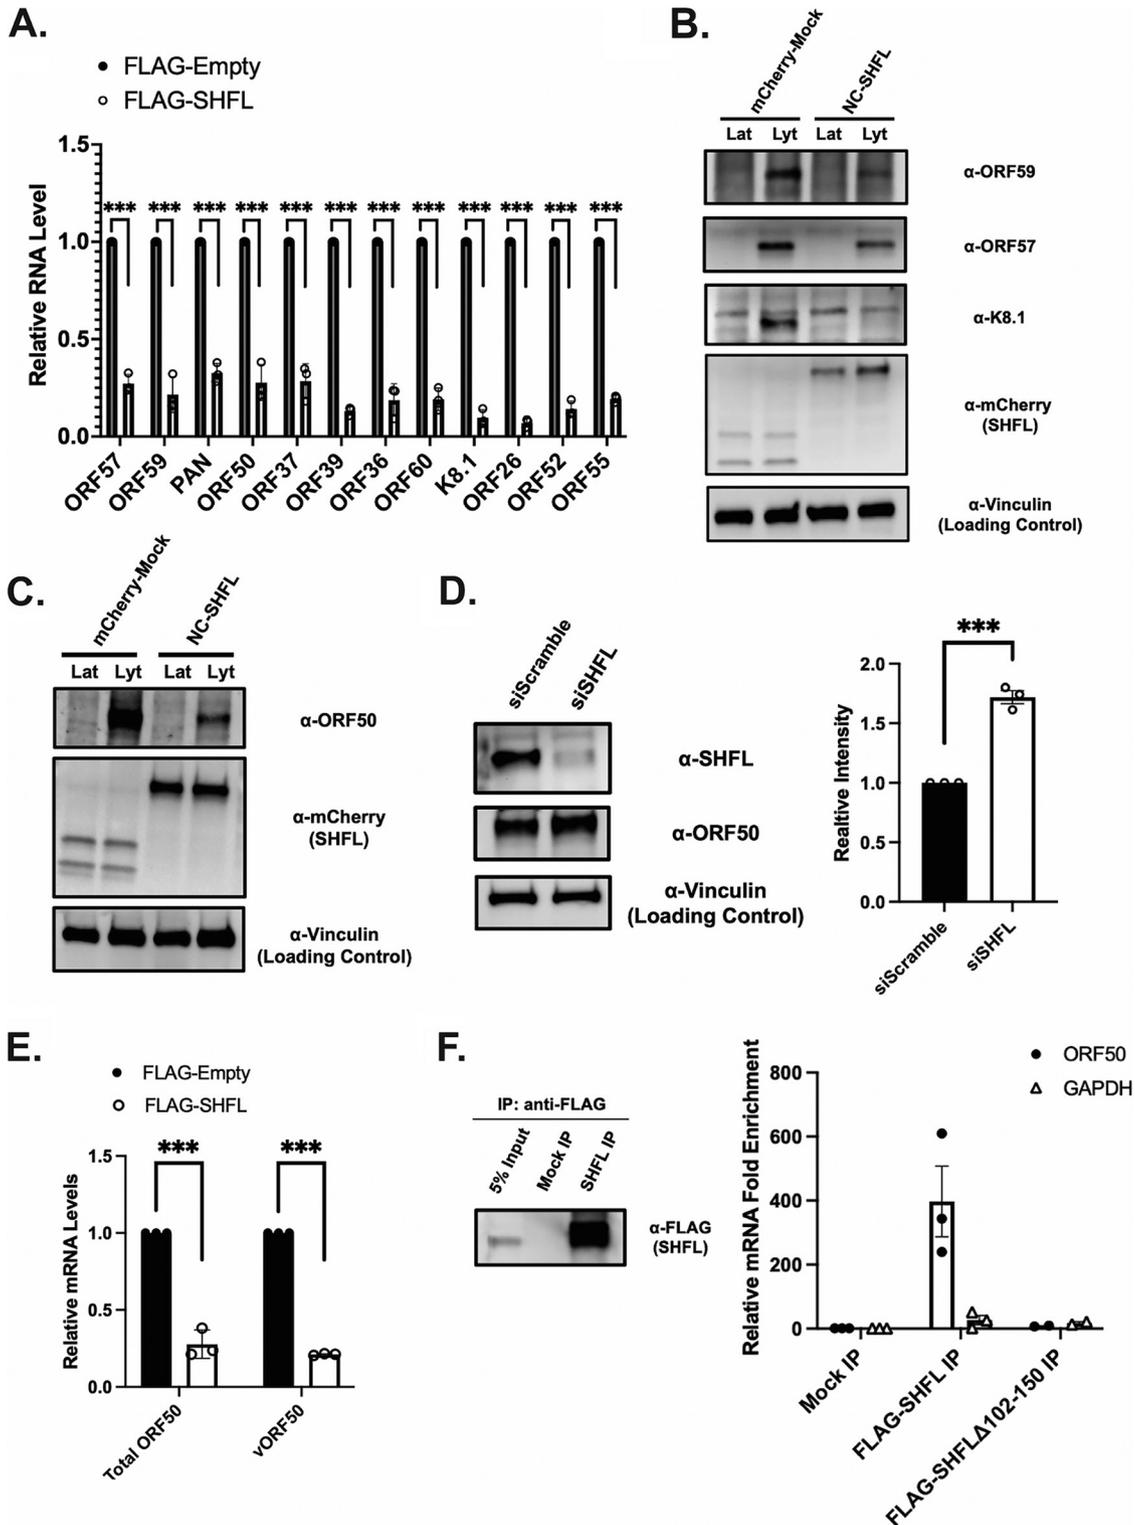 A.
FLAG-Empty
FLAG-SHFL
Relative RNA Level
1.5
1.0
0.5
0.0
*** *** *** *** *** *** *** *** *** *** *** ***
ORF57 ORF59 PAN ORF50 ORF37 ORF39 ORF36 ORF60 K8.1 ORF26 ORF52 ORF55
B.
mCherry-Mock NC-SHFL
Lat Lyt Lat Lyt
α-ORF59
α-ORF57
α-K8.1
α-mCherry
(SHFL)
α-Vinculin
(Loading Control)
C.
mCherry-Mock NC-SHFL
Lat Lyt Lat Lyt
α-ORF50
α-mCherry
(SHFL)
α-Vinculin
(Loading Control)
D.
siScramble siSHFL
α-SHFL
α-ORF50
α-Vinculin
(Loading Control)
Realtive Intensity
2.0
1.5
1.0
0.5
0.0
***
siScramble siSHFL
E.
FLAG-Empty
FLAG-SHFL
Relative mRNA Levels
1.5
1.0
0.5
0.0
*** ***
Total ORF50 vORF50
F.
IP: anti-FLAG
5% Input Mock IP SHFL IP
α-FLAG
(SHFL)
Relative mRNA Fold Enrichment
800
600
400
200
0
ORF50
GAPDH
Mock IP FLAG-SHFL IP FLAG-SHFLΔ102-150 IP